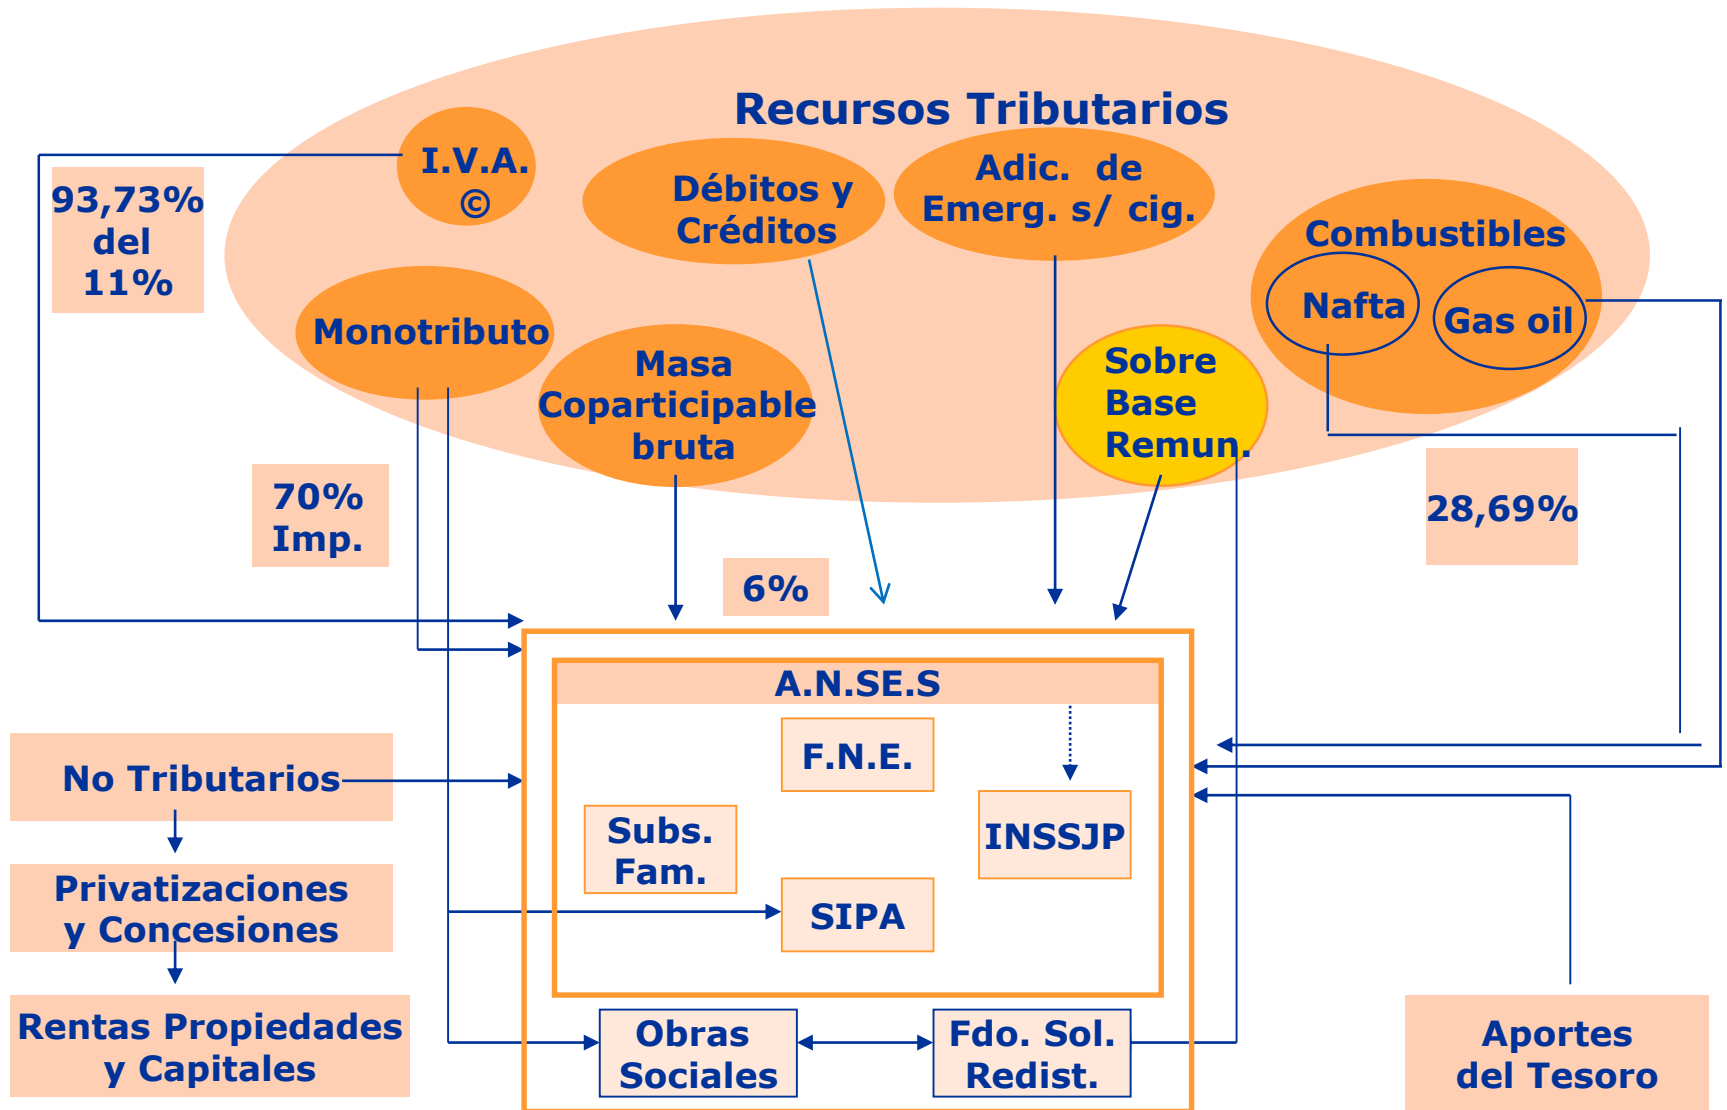 Recursos Tributarios
I.V.A.
©
93,73%
del
11%
Débitos y
Créditos
Adic. de
Emerg. s/ cig.
Combustibles
Nafta
Gas oil
Monotributo
Masa
Coparticipable
bruta
Sobre
Base
Remun.
70%
Imp.
28,69%
6%
A.N.SE.S
F.N.E.
No Tributarios
Subs.
Fam.
INSSJP
Privatizaciones
y Concesiones
SIPA
Rentas Propiedades
y Capitales
Obras
Sociales
Fdo. Sol.
Redist.
Aportes
del Tesoro